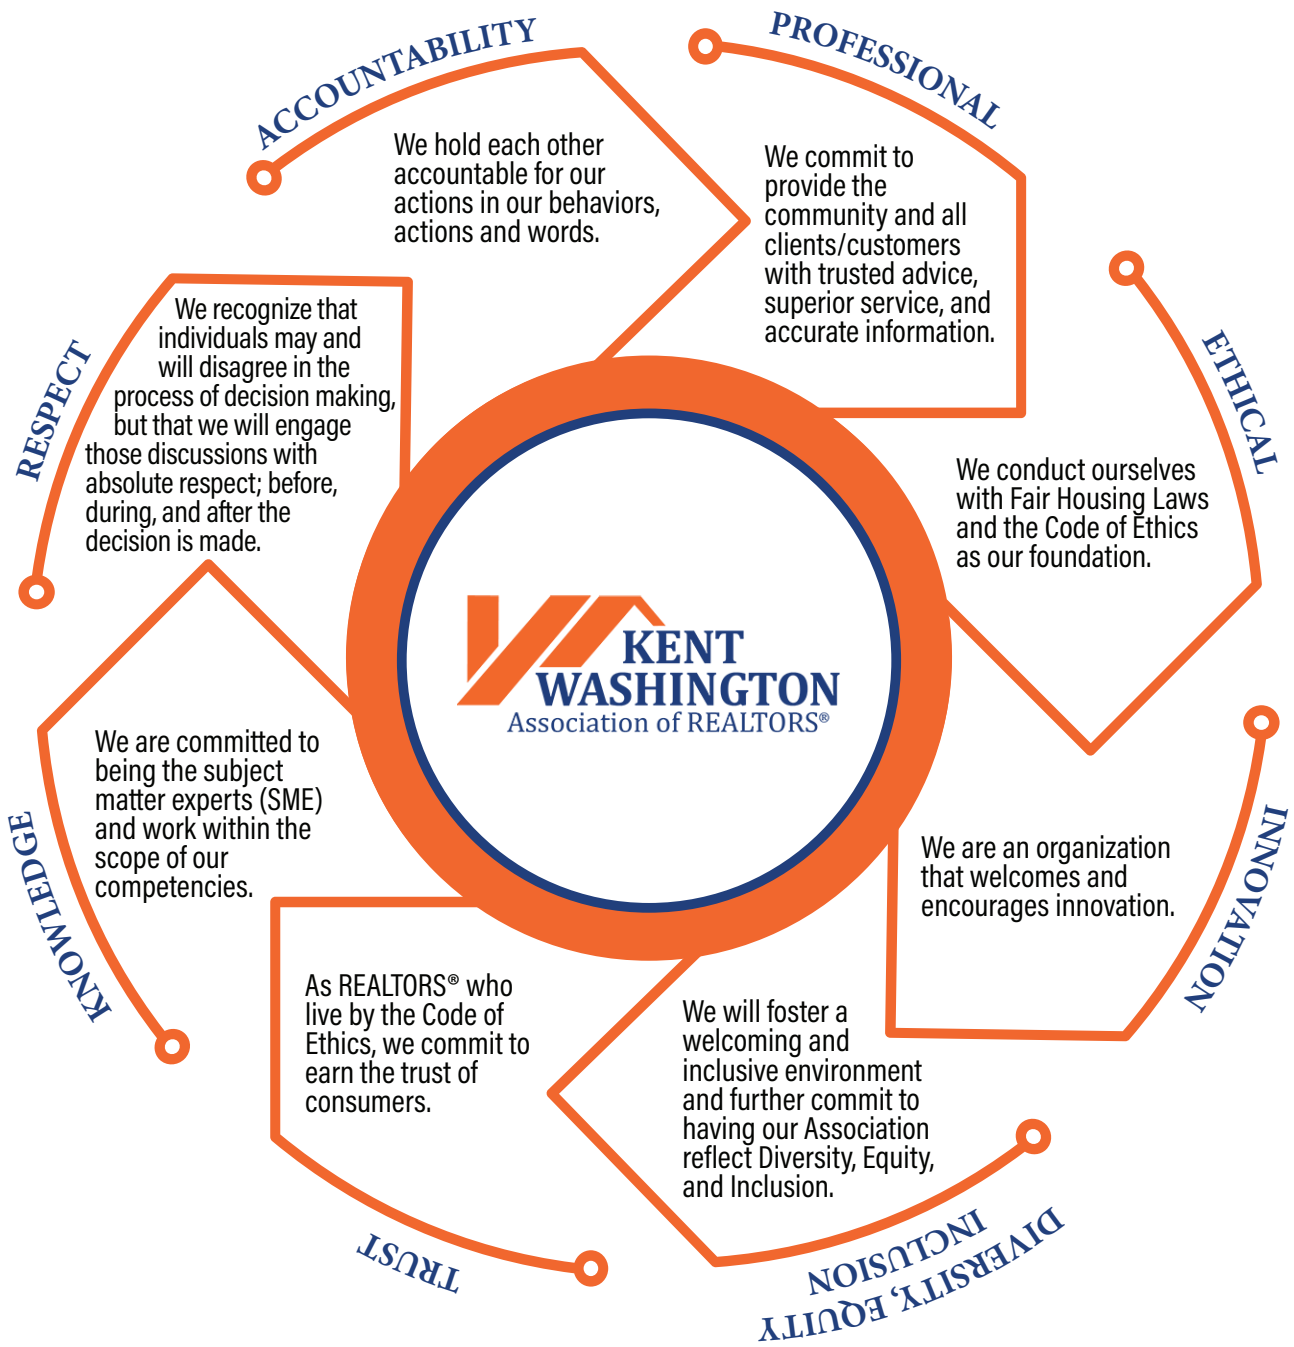 ACCOUNTABILITY
We hold each other
accountable for our
actions in our behaviors,
actions and words.
PROFESSIONAL
We commit to
provide the
community and all
clients/customers
with trusted advice,
superior service, and
accurate information.
ETHICAL
We conduct ourselves
with Fair Housing Laws
and the Code of Ethics
as our foundation.
INNOVATION
We are an organization
that welcomes and
encourages innovation.
DIVERSITY, EQUITY
INCLUSION
We will foster a
welcoming and
inclusive environment
and further commit to
having our Association
reflect Diversity, Equity,
and Inclusion.
TRUST
As REALTORS® who
live by the Code of
Ethics, we commit to
earn the trust of
consumers.
KNOWLEDGE
We are committed to
being the subject
matter experts (SME)
and work within the
scope of our
competencies.
RESPECT
We recognize that
individuals may and
will disagree in the
process of decision making,
but that we will engage
those discussions with
absolute respect; before,
during, and after the
decision is made.
KENT
WASHINGTON
Association of REALTORS®